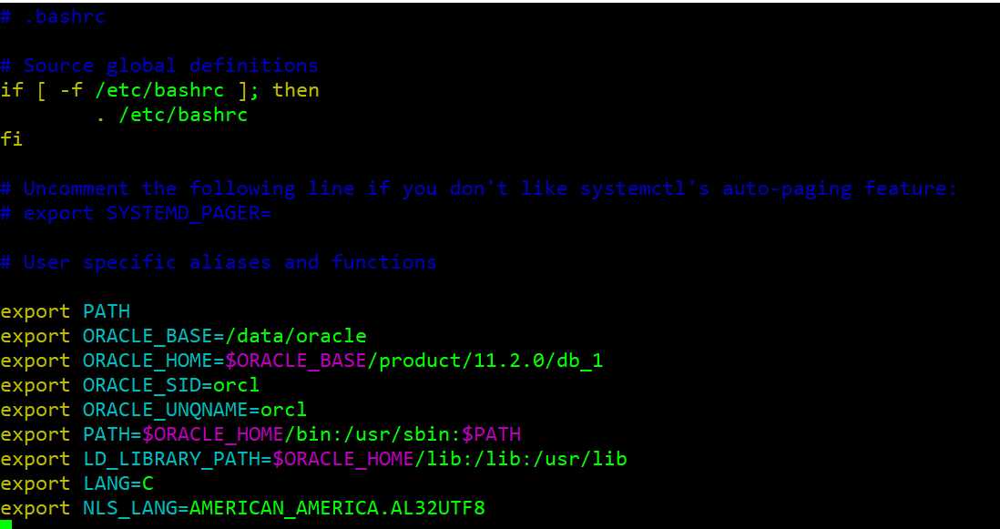 # .bashrc
# Source global definitions
if [ -f /etc/bashrc ]; then
        . /etc/bashrc
fi
# Uncomment the following line if you don't like systemctl's auto-paging feature:
# export SYSTEMD_PAGER=
# User specific aliases and functions
export PATH
export ORACLE_BASE=/data/oracle
export ORACLE_HOME=$ORACLE_BASE/product/11.2.0/db_1
export ORACLE_SID=orcl
export ORACLE_UNQNAME=orcl
export PATH=$ORACLE_HOME/bin:/usr/sbin:$PATH
export LD_LIBRARY_PATH=$ORACLE_HOME/lib:/lib:/usr/lib
export LANG=C
export NLS_LANG=AMERICAN_AMERICA.AL32UTF8